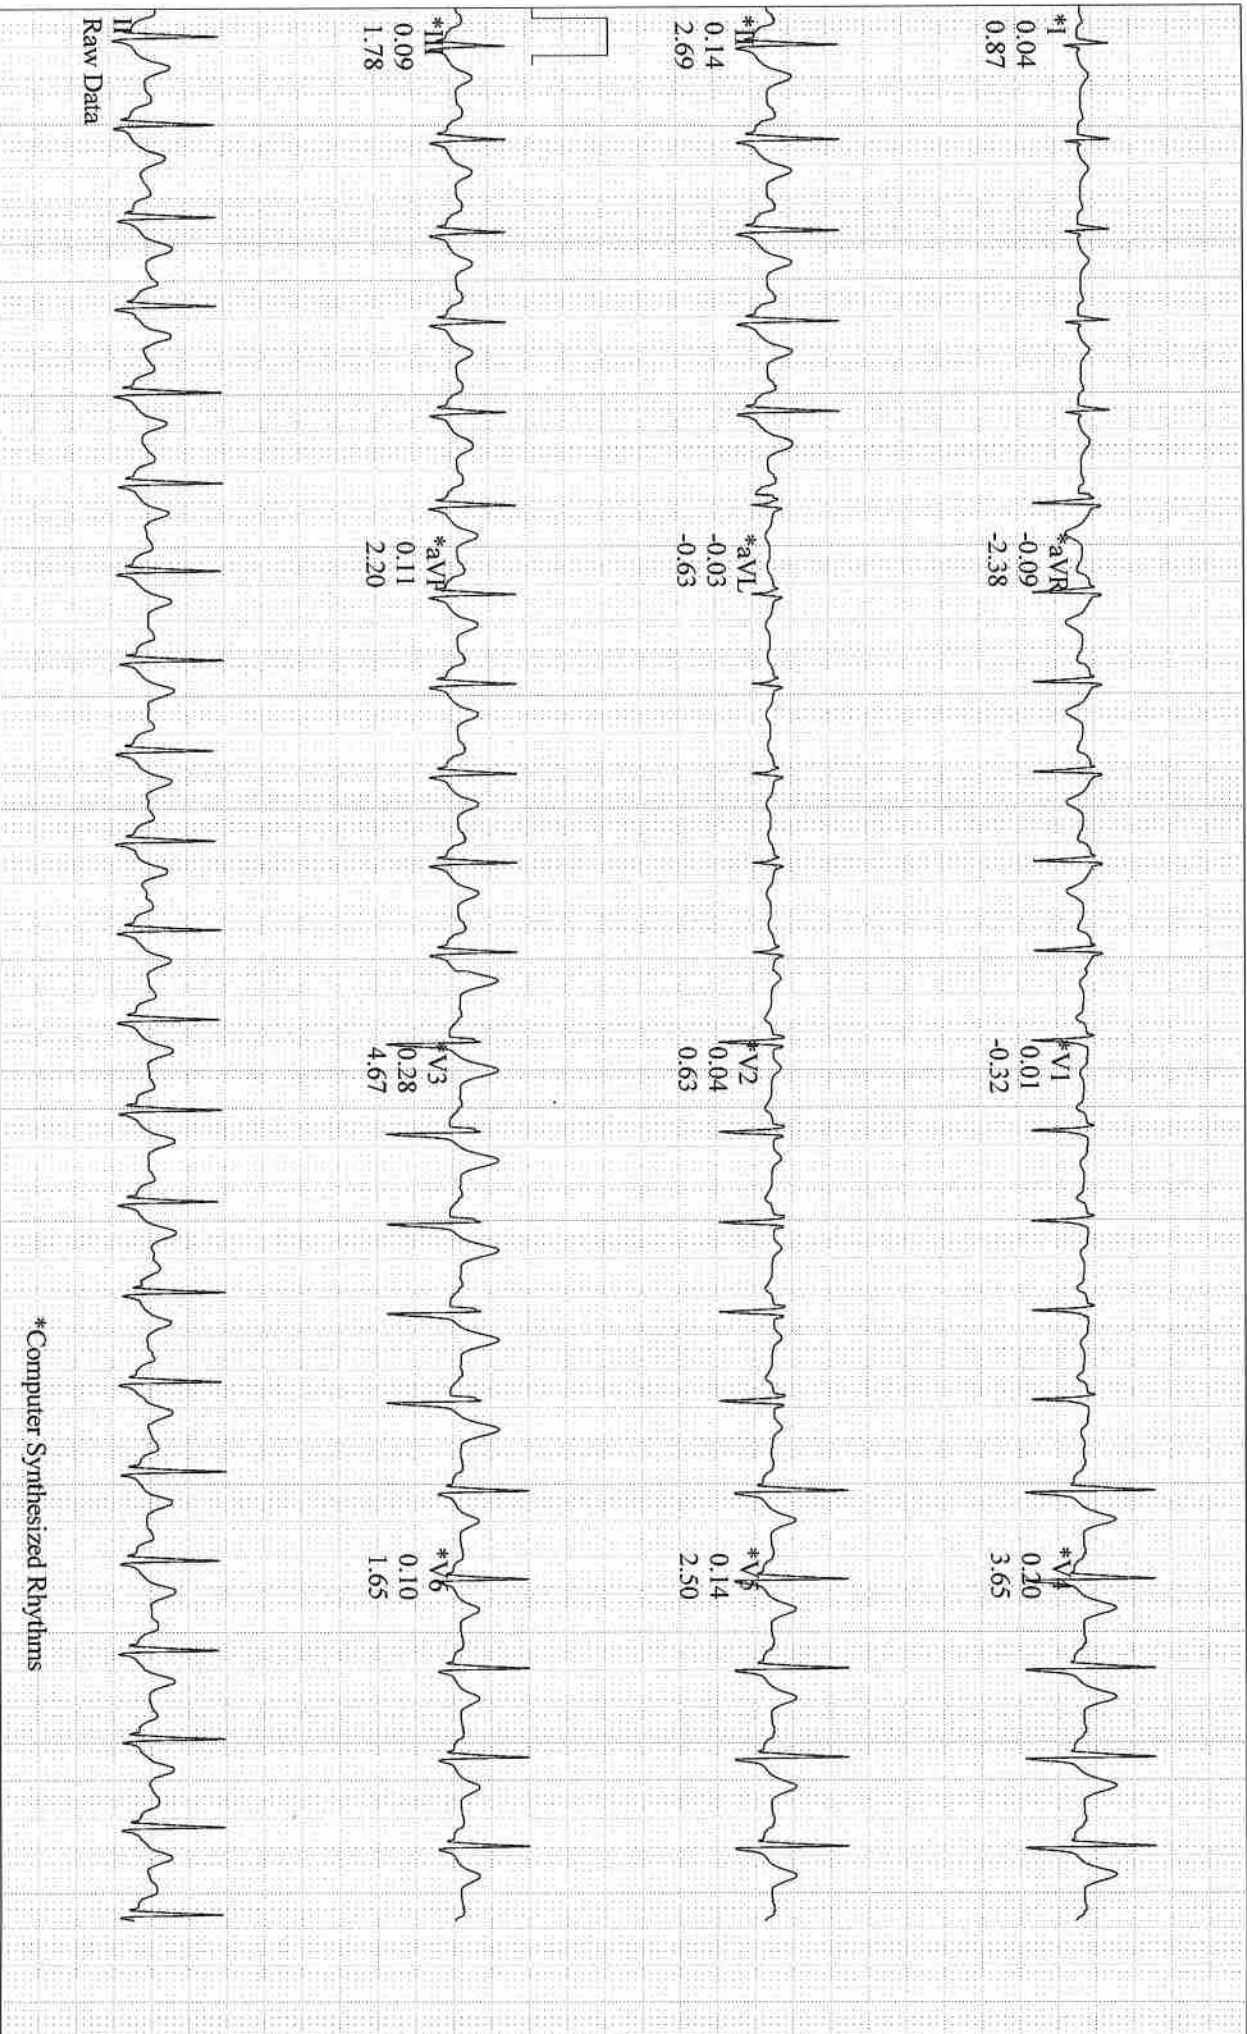 *I
0.04
0.87
*aVR
-0.09
-2.38
*V1
0.01
-0.32
*V4
0.20
3.65
*II
0.14
2.69
*aVL
-0.03
-0.63
*V2
0.04
0.63
*V5
0.14
2.50
*III
0.09
1.78
*aVF
0.11
2.20
*V3
0.28
4.67
*V6
0.10
1.65
II
Raw Data
*Computer Synthesized Rhythms